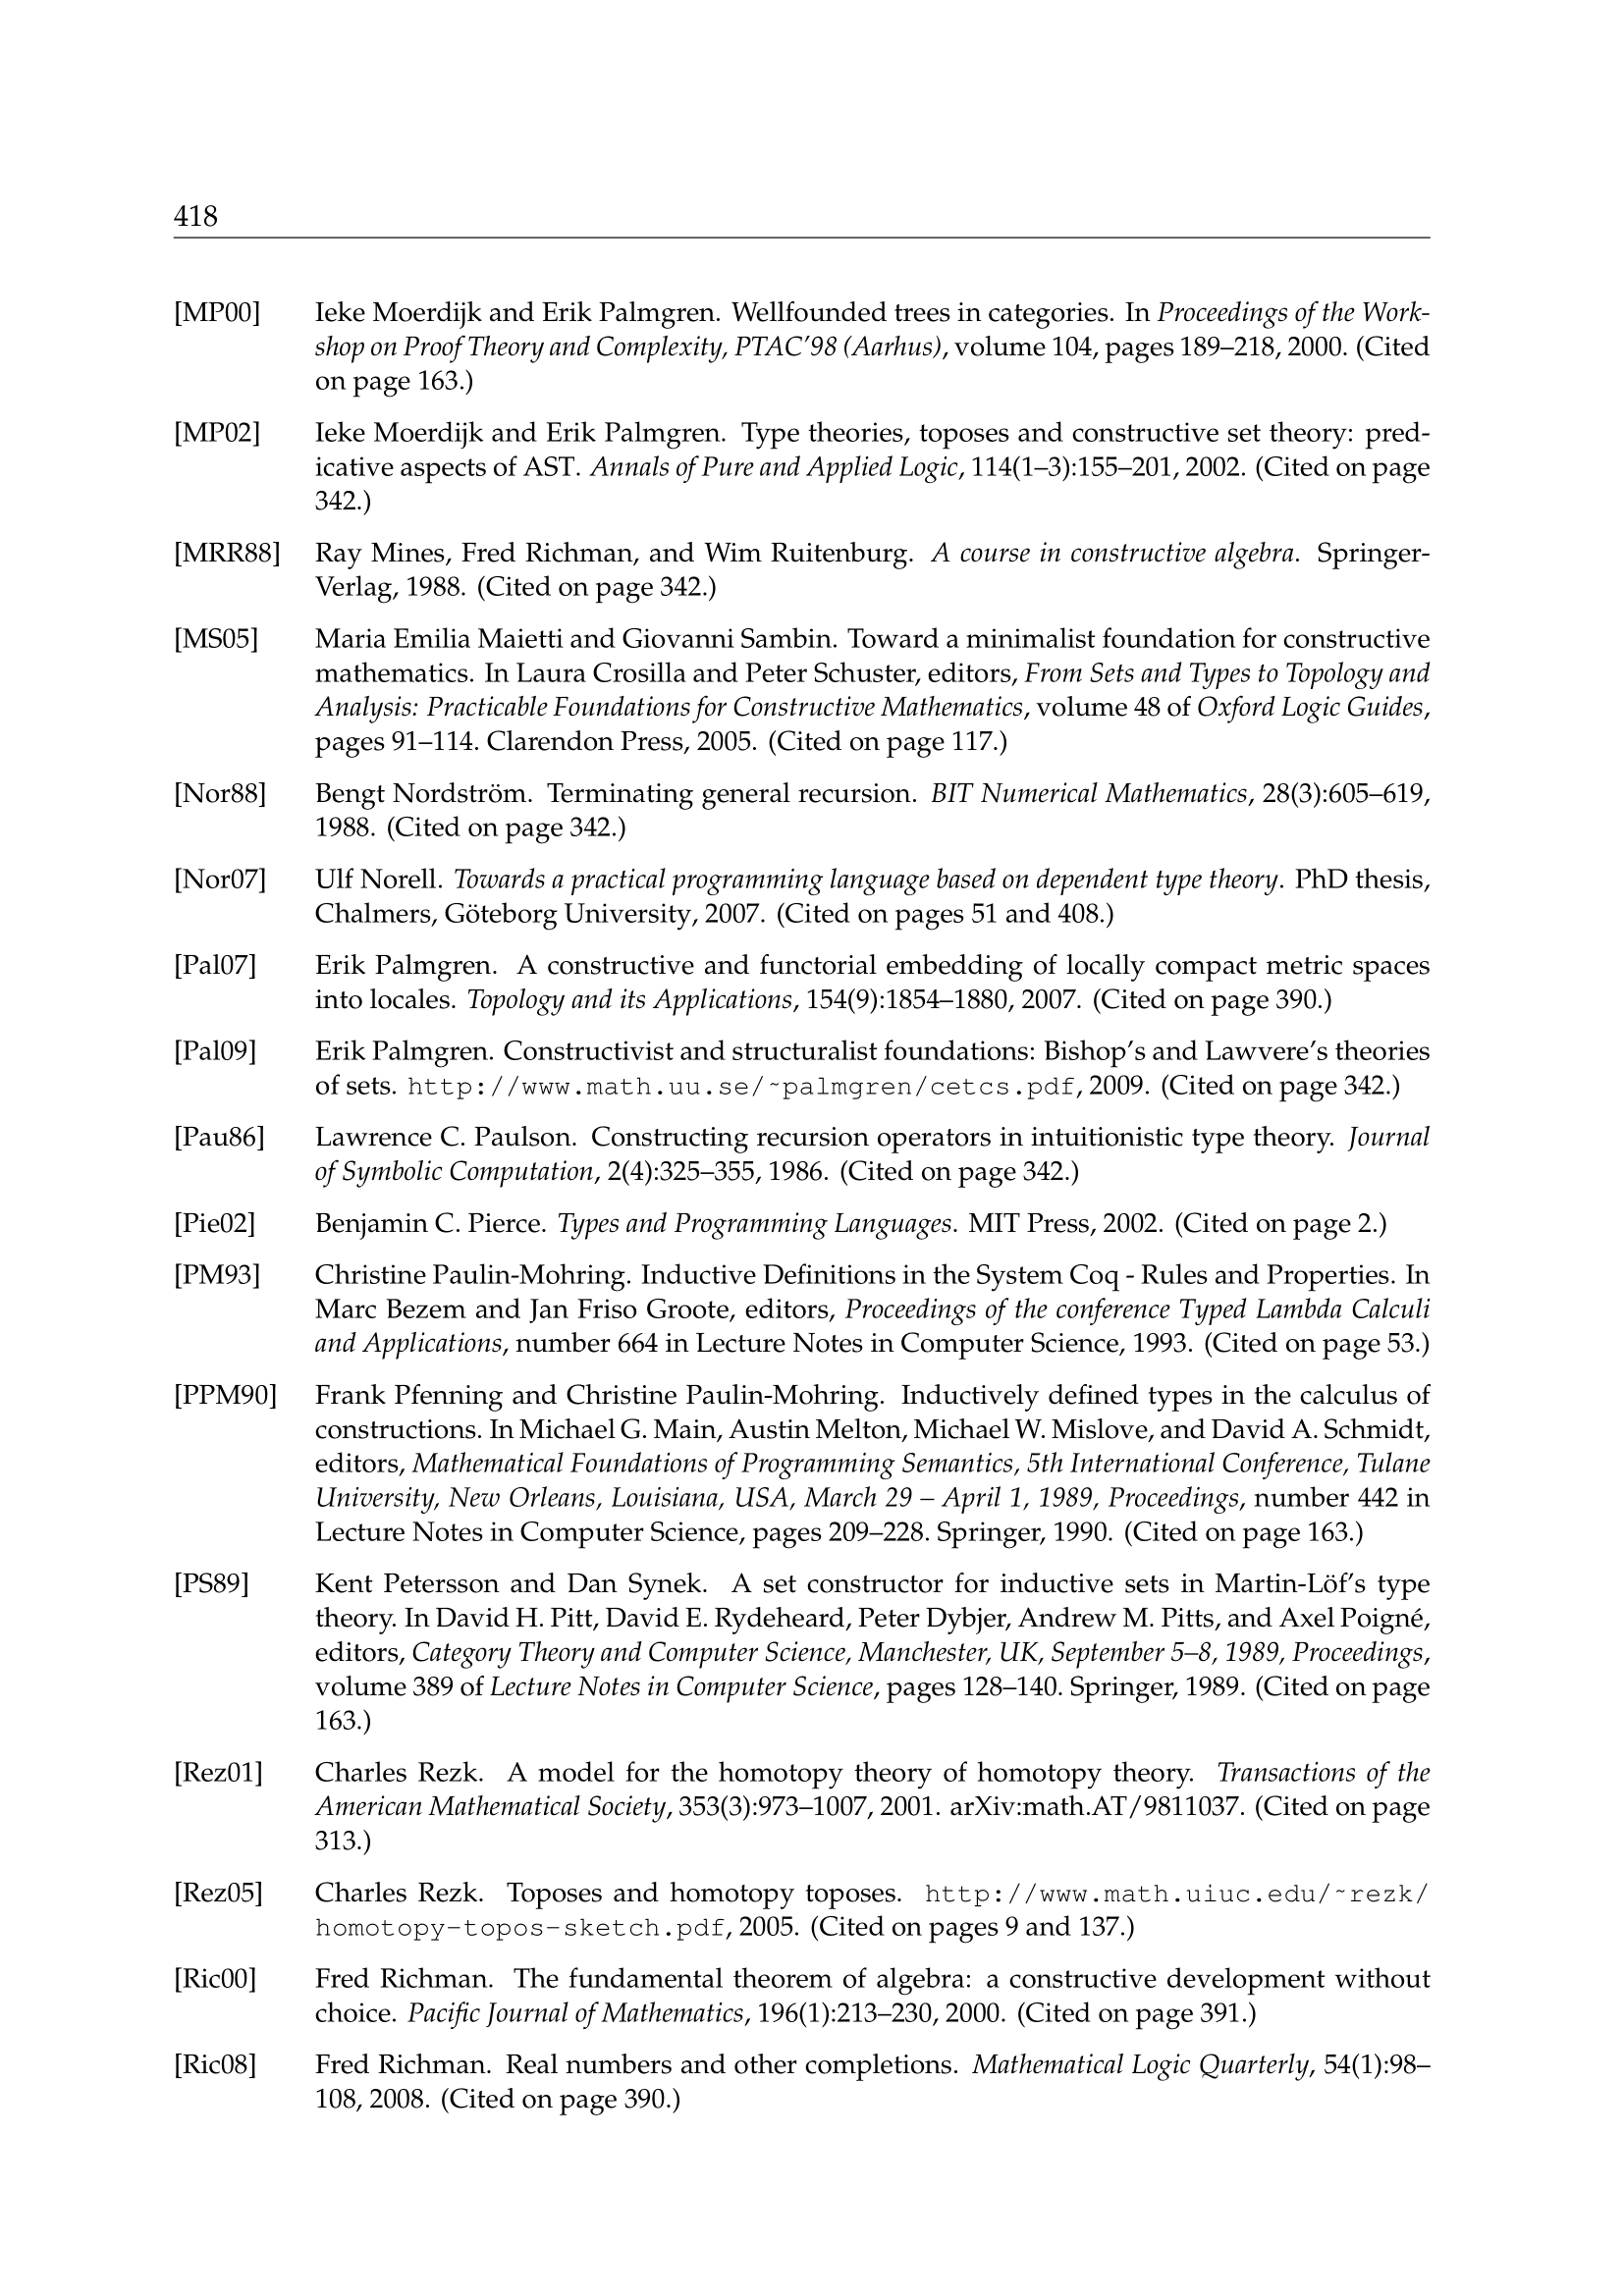 418
[MP00] Ieke Moerdijk and Erik Palmgren. Wellfounded trees in categories. In Proceedings of the Work-
shop on Proof Theory and Complexity, PTAC'98 (Aarhus), volume 104, pages 189–218, 2000. (Cited
on page 163.)
[MP02] Ieke Moerdijk and Erik Palmgren. Type theories, toposes and constructive set theory: pred-
icative aspects of AST. Annals of Pure and Applied Logic, 114(1–3):155–201, 2002. (Cited on page
342.)
[MRR88] Ray Mines, Fred Richman, and Wim Ruitenburg. A course in constructive algebra. Springer-
Verlag, 1988. (Cited on page 342.)
[MS05] Maria Emilia Maietti and Giovanni Sambin. Toward a minimalist foundation for constructive
mathematics. In Laura Crosilla and Peter Schuster, editors, From Sets and Types to Topology and
Analysis: Practicable Foundations for Constructive Mathematics, volume 48 of Oxford Logic Guides,
pages 91–114. Clarendon Press, 2005. (Cited on page 117.)
[Nor88] Bengt Nordström. Terminating general recursion. BIT Numerical Mathematics, 28(3):605–619,
1988. (Cited on page 342.)
[Nor07] Ulf Norell. Towards a practical programming language based on dependent type theory. PhD thesis,
Chalmers, Göteborg University, 2007. (Cited on pages 51 and 408.)
[Pal07] Erik Palmgren. A constructive and functorial embedding of locally compact metric spaces
into locales. Topology and its Applications, 154(9):1854–1880, 2007. (Cited on page 390.)
[Pal09] Erik Palmgren. Constructivist and structuralist foundations: Bishop's and Lawvere's theories
of sets. http://www.math.uu.se/~palmgren/cetcs.pdf, 2009. (Cited on page 342.)
[Pau86] Lawrence C. Paulson. Constructing recursion operators in intuitionistic type theory. Journal
of Symbolic Computation, 2(4):325–355, 1986. (Cited on page 342.)
[Pie02] Benjamin C. Pierce. Types and Programming Languages. MIT Press, 2002. (Cited on page 2.)
[PM93] Christine Paulin-Mohring. Inductive Definitions in the System Coq - Rules and Properties. In
Marc Bezem and Jan Friso Groote, editors, Proceedings of the conference Typed Lambda Calculi
and Applications, number 664 in Lecture Notes in Computer Science, 1993. (Cited on page 53.)
[PPM90] Frank Pfenning and Christine Paulin-Mohring. Inductively defined types in the calculus of
constructions. In Michael G. Main, Austin Melton, Michael W. Mislove, and David A. Schmidt,
editors, Mathematical Foundations of Programming Semantics, 5th International Conference, Tulane
University, New Orleans, Louisiana, USA, March 29 – April 1, 1989, Proceedings, number 442 in
Lecture Notes in Computer Science, pages 209–228. Springer, 1990. (Cited on page 163.)
[PS89] Kent Petersson and Dan Synek. A set constructor for inductive sets in Martin-Löf's type
theory. In David H. Pitt, David E. Rydeheard, Peter Dybjer, Andrew M. Pitts, and Axel Poigné,
editors, Category Theory and Computer Science, Manchester, UK, September 5–8, 1989, Proceedings,
volume 389 of Lecture Notes in Computer Science, pages 128–140. Springer, 1989. (Cited on page
163.)
[Rez01] Charles Rezk. A model for the homotopy theory of homotopy theory. Transactions of the
American Mathematical Society, 353(3):973–1007, 2001. arXiv:math.AT/9811037. (Cited on page
313.)
[Rez05] Charles Rezk. Toposes and homotopy toposes. http://www.math.uiuc.edu/~rezk/
homotopy-topos-sketch.pdf, 2005. (Cited on pages 9 and 137.)
[Ric00] Fred Richman. The fundamental theorem of algebra: a constructive development without
choice. Pacific Journal of Mathematics, 196(1):213–230, 2000. (Cited on page 391.)
[Ric08] Fred Richman. Real numbers and other completions. Mathematical Logic Quarterly, 54(1):98–
108, 2008. (Cited on page 390.)